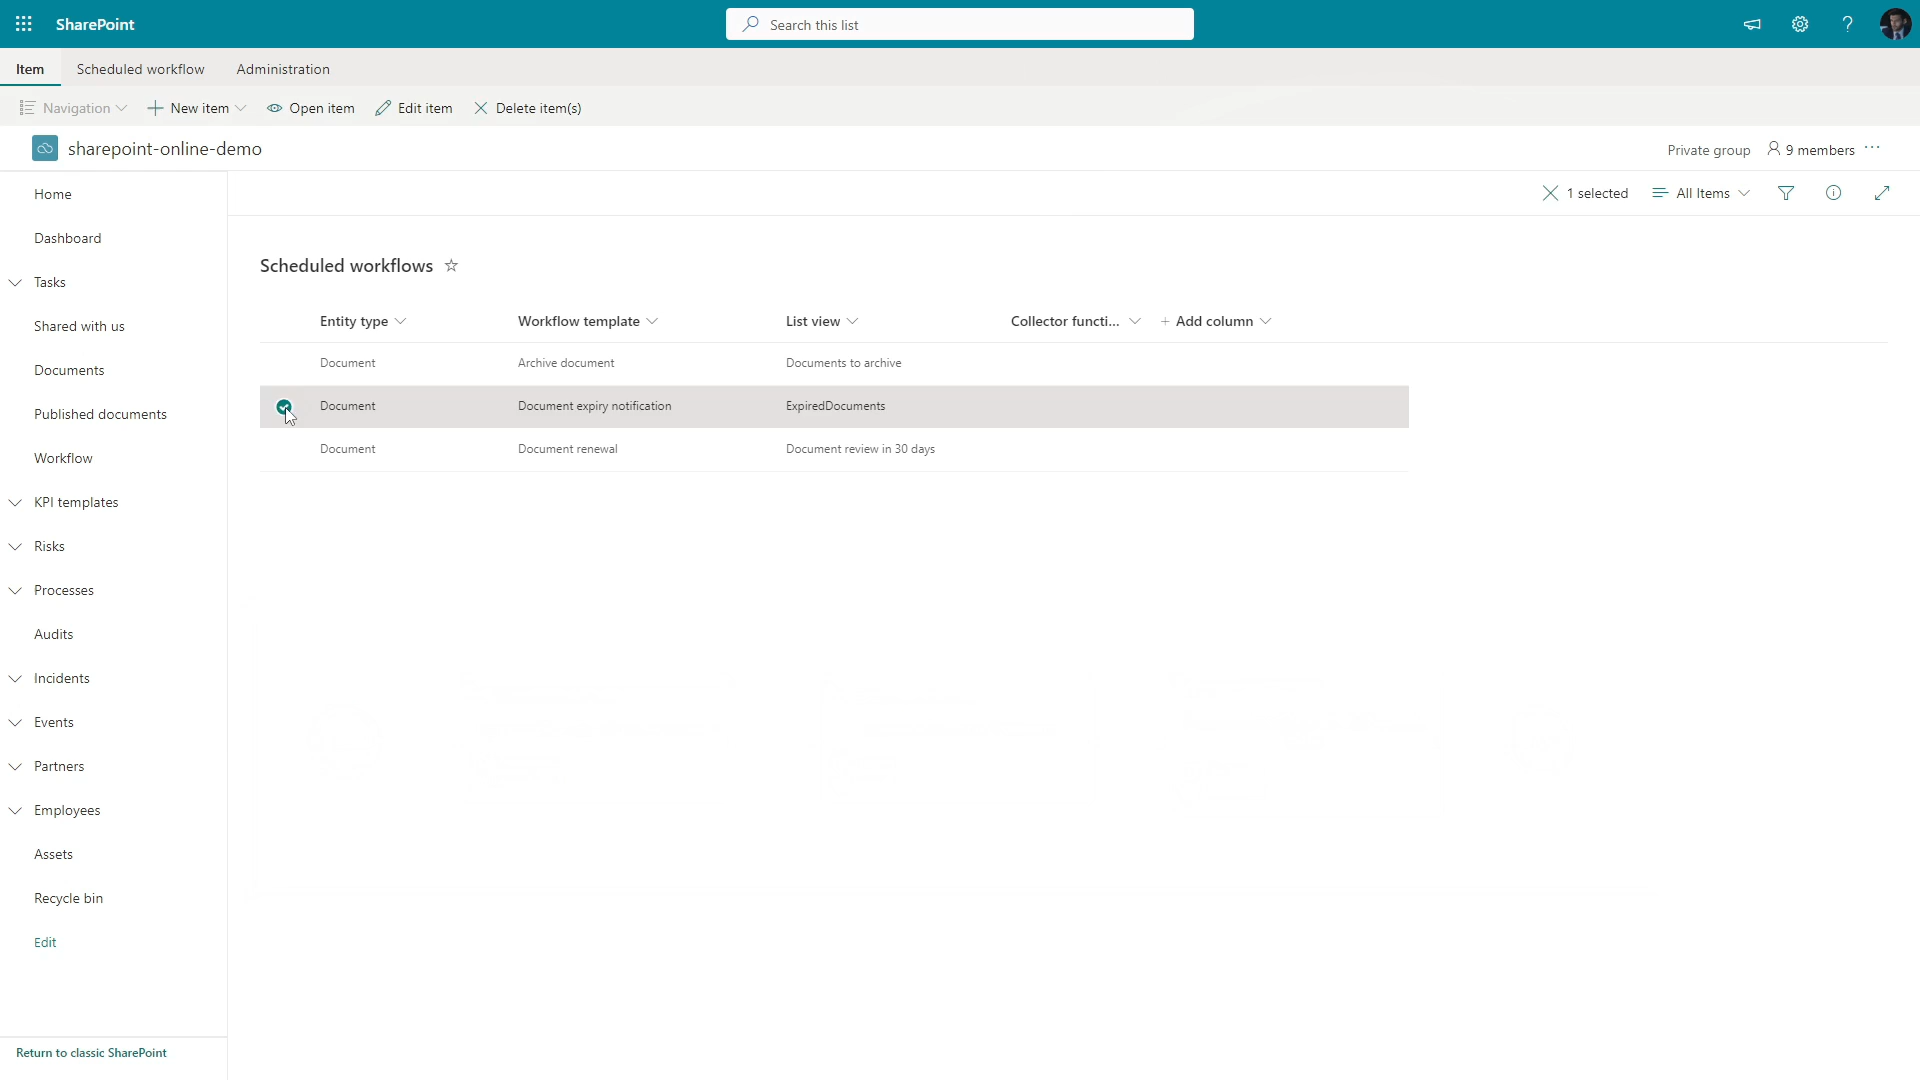 SharePoint
Search this list
Item Scheduled workflow Administration
Navigation New item Open item Edit item Delete item(s)
sharepoint-online-demo
Private group 9 members ...
Home
1 selected All Items
Dashboard
Tasks
Shared with us
Documents
Published documents
Workflow
KPI templates
Risks
Processes
Audits
Incidents
Events
Partners
Employees
Assets
Recycle bin
Edit
Return to classic SharePoint
Scheduled workflows
Entity type Workflow template List view Collector functi... + Add column
Document Archive document Documents to archive
Document Document expiry notification ExpiredDocuments
Document Document renewal Document review in 30 days